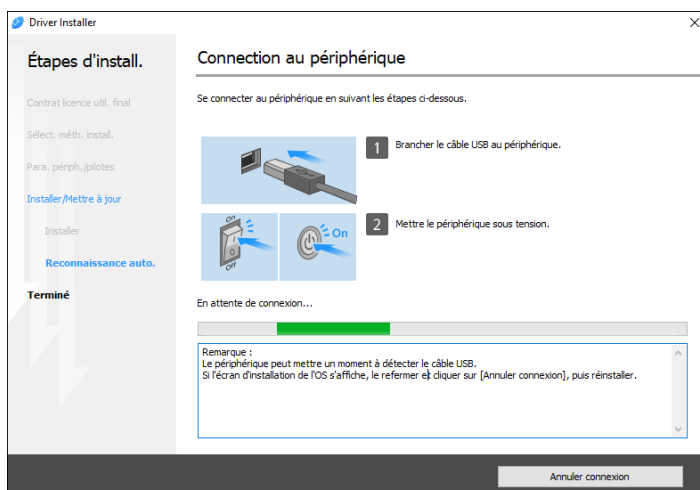 Driver Installer
Étapes d'install.
Contrat licence util. final
Sélect. méth. install.
Para. périph./pilotes
Installer/Mettre à jour
Installer
Reconnaissance auto.
Terminé
Connection au périphérique
Se connecter au périphérique en suivant les étapes ci-dessous.
1 Brancher le câble USB au périphérique.
On
Off
On
2 Mettre le périphérique sous tension.
En attente de connexion...
Remarque :
Le périphérique peut mettre un moment à détecter le câble USB.
Si l'écran d'installation de l'OS s'affiche, le refermer et cliquer sur [Annuler connexion], puis réinstaller.
Annuler connexion